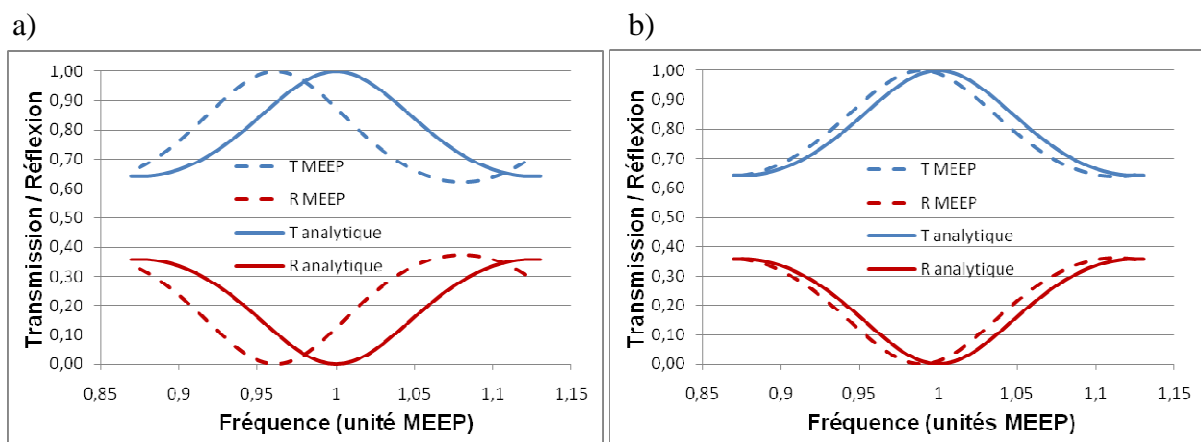 a)
Transmission / Réflexion
1,00
0,90
0,80
0,70
0,60
0,50
0,40
0,30
0,20
0,10
0,00
T MEEP
R MEEP
T analytique
R analytique
0,85
0,9
0,95
1
1,05
1,1
1,15
Fréquence (unité MEEP)
b)
Transmission / Réflexion
1,00
0,90
0,80
0,70
0,60
0,50
0,40
0,30
0,20
0,10
0,00
T MEEP
R MEEP
T analytique
R analytique
0,85
0,9
0,95
1
1,05
1,1
1,15
Fréquence (unités MEEP)